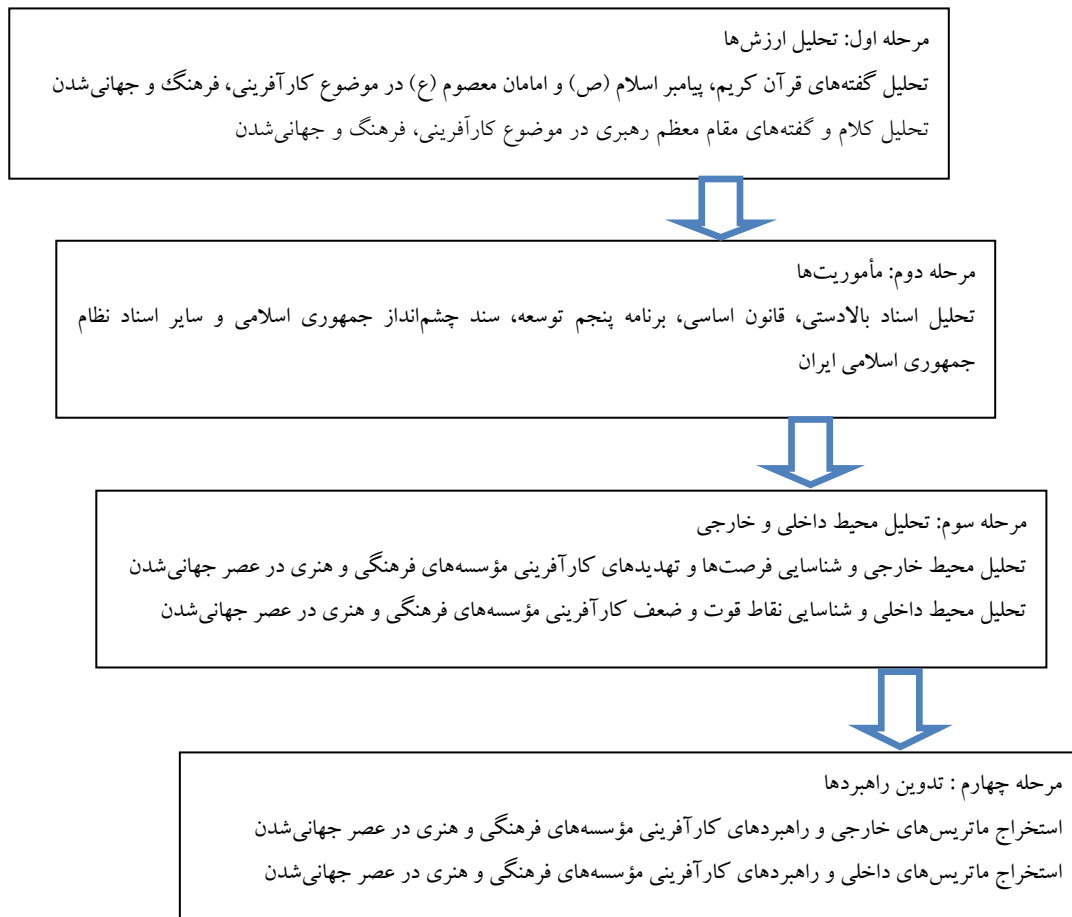 مرحله اول: تحلیل ارزش‌ها
تحلیل گفته‌های قرآن کریم، پیامبر اسلام (ص) و امامان معصوم (ع) در موضوع کارآفرینی، فرهنگ و جهانی‌شدن
تحلیل کلام و گفته‌های مقام معظم رهبری در موضوع کارآفرینی، فرهنگ و جهانی‌شدن
مرحله دوم: مأموریت‌ها
تحلیل اسناد بالادستی، قانون اساسی، برنامه پنجم توسعه، سند چشم‌انداز جمهوری اسلامی و سایر اسناد نظام
جمهوری اسلامی ایران
مرحله سوم: تحلیل محیط داخلی و خارجی
تحلیل محیط خارجی و شناسایی فرصت‌ها و تهدیدهای کارآفرینی مؤسسه‌های فرهنگی و هنری در عصر جهانی‌شدن
تحلیل محیط داخلی و شناسایی نقاط قوت و ضعف کارآفرینی مؤسسه‌های فرهنگی و هنری در عصر جهانی‌شدن
مرحله چهارم : تدوین راهبردها
استخراج ماتریس‌های خارجی و راهبردهای کارآفرینی مؤسسه‌های فرهنگی و هنری در عصر جهانی‌شدن
استخراج ماتریس‌های داخلی و راهبردهای کارآفرینی مؤسسه‌های فرهنگی و هنری در عصر جهانی‌شدن